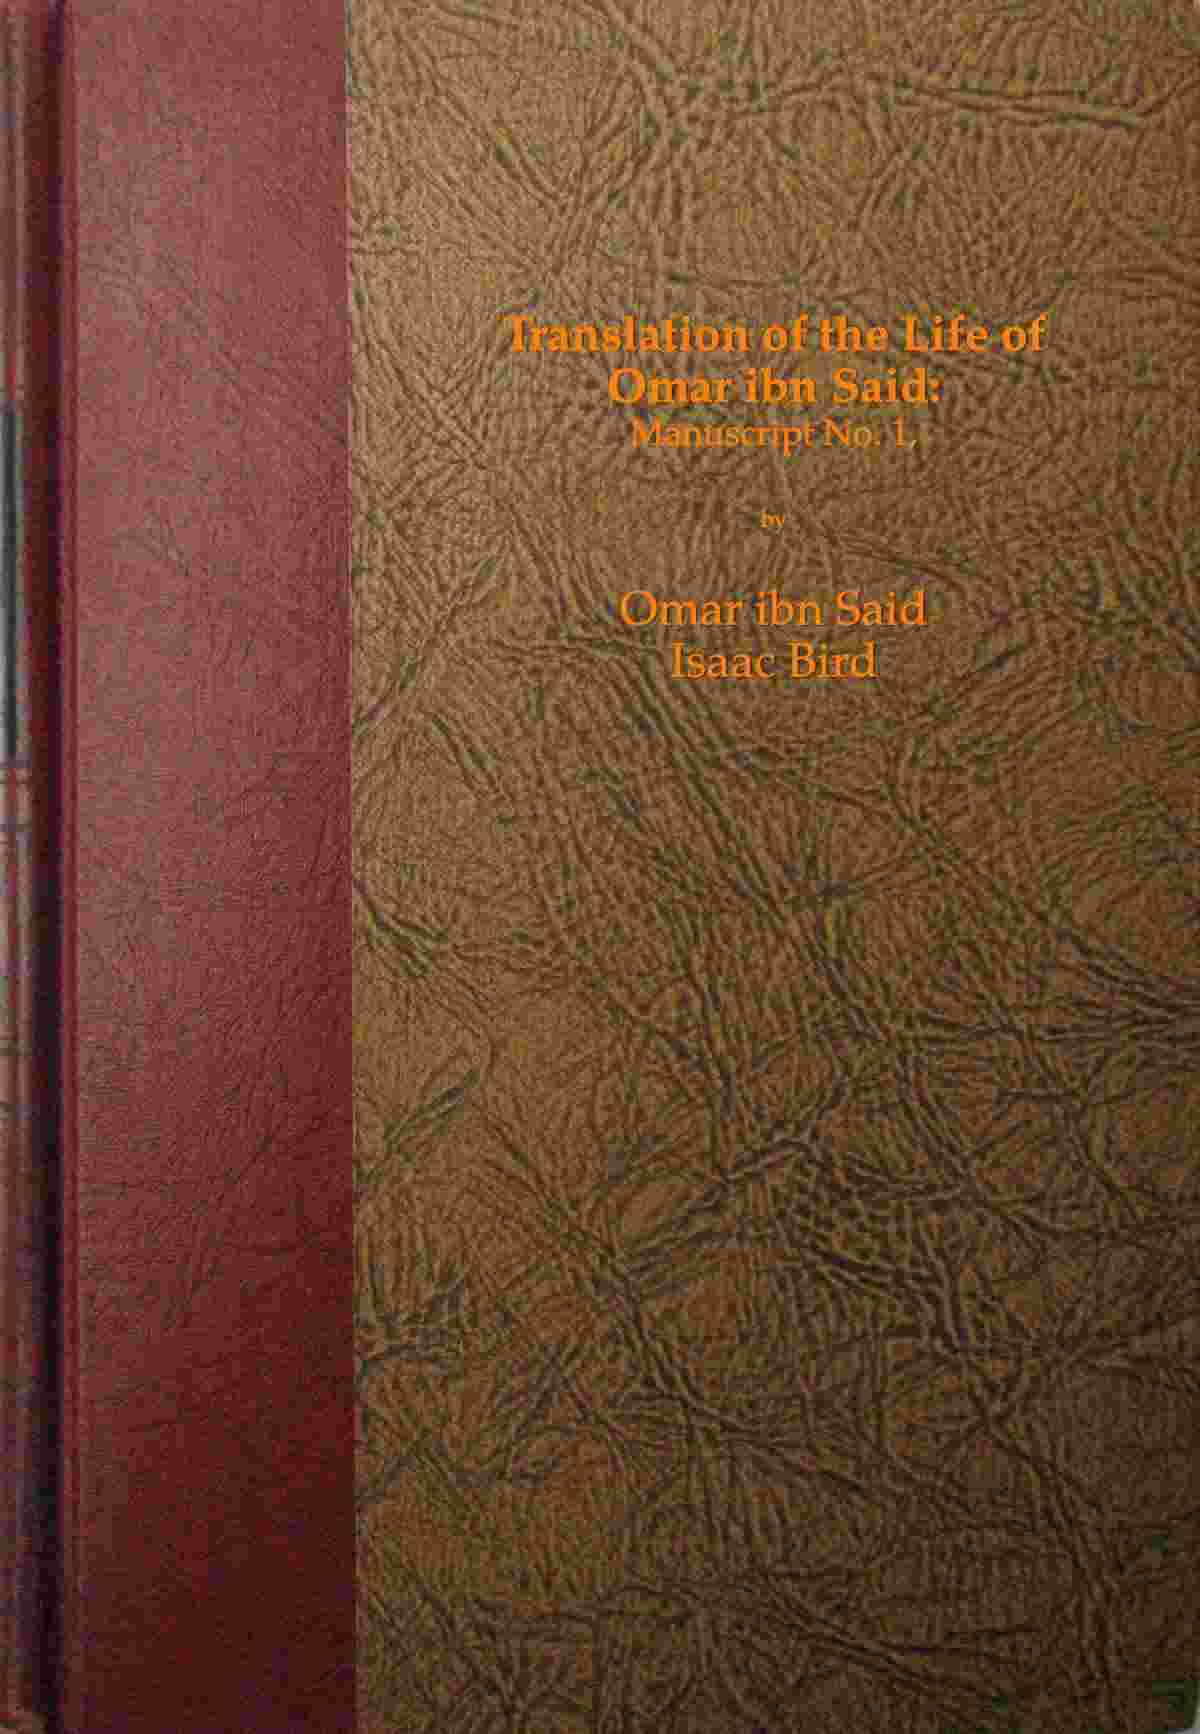 Translation of the Life of
Omar ibn Said:
Manuscript No. 1,
by
Omar ibn Said
Isaac Bird